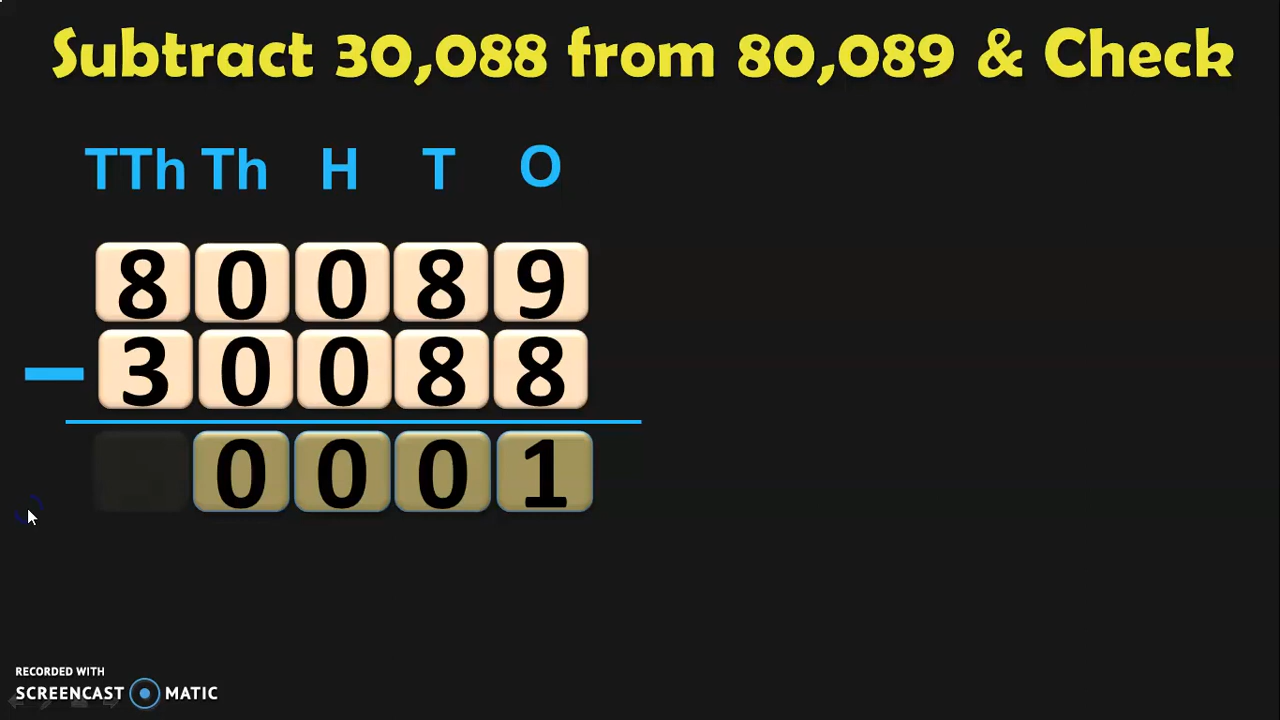 Subtract 30,088 from 80,089 & Check
TTh Th H T O
8 0 0 8 9
- 3 0 0 8 8
0 0 0 1
RECORDED WITH
SCREENCAST MATIC